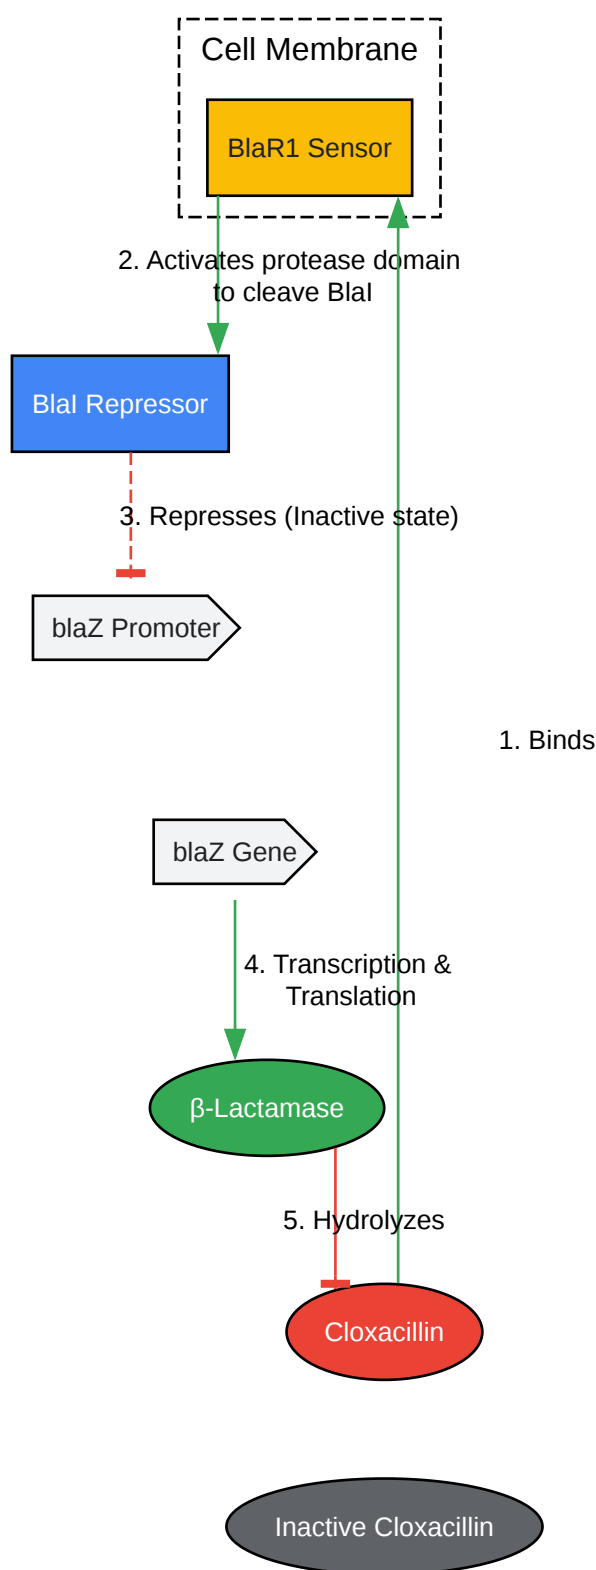 Cell Membrane
BlaR1 Sensor
2. Activates protease domain
to cleave BlaI
BlaI Repressor
3. Represses (Inactive state)
blaZ Promoter
1. Binds
blaZ Gene
4. Transcription &
Translation
β-Lactamase
5. Hydrolyzes
Cloxacillin
Inactive Cloxacillin